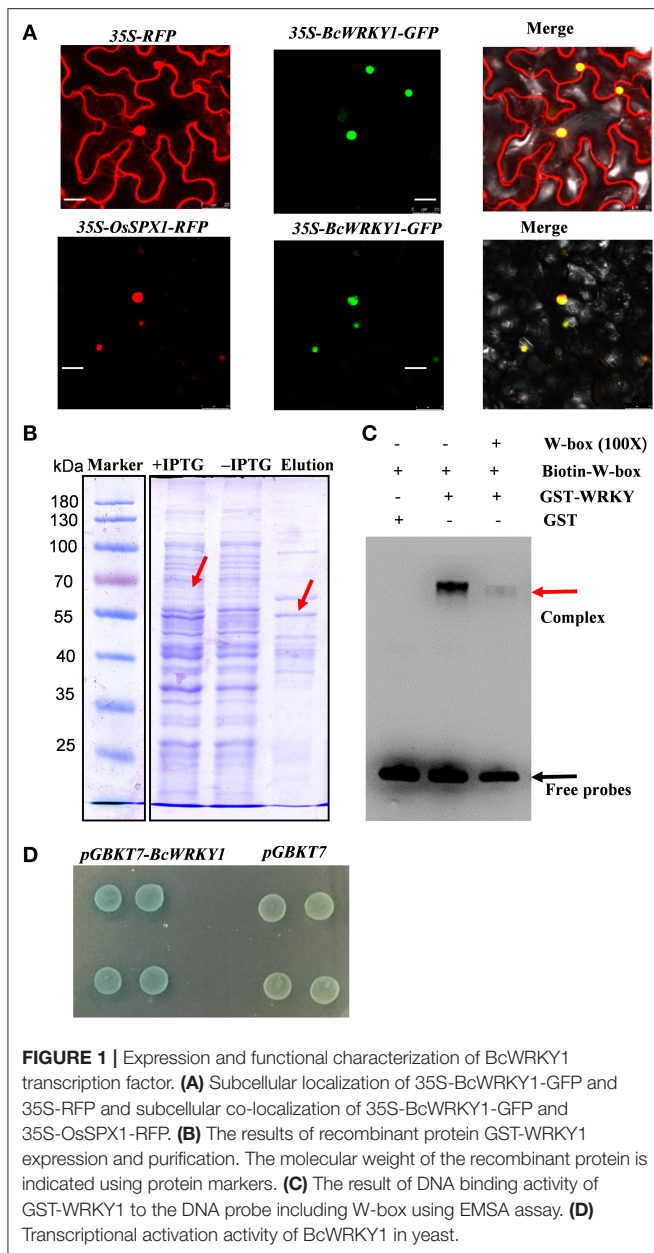 A
35S-RFP 35S-BcWRKY1-GFP Merge
35S-OsSPX1-RFP 35S-BcWRKY1-GFP Merge
B
kDa Marker +IPTG –IPTG Elution
180
130
100
70
55
40
35
25
C
- - + W-box (100X)
+ + + Biotin-W-box
- + + GST-WRKY
+ - - GST
Complex
Free probes
D
pGBKT7-BcWRKY1 pGBKT7
FIGURE 1 | Expression and functional characterization of BcWRKY1
transcription factor. (A) Subcellular localization of 35S-BcWRKY1-GFP and
35S-RFP and subcellular co-localization of 35S-BcWRKY1-GFP and
35S-OsSPX1-RFP. (B) The results of recombinant protein GST-WRKY1
expression and purification. The molecular weight of the recombinant protein is
indicated using protein markers. (C) The result of DNA binding activity of
GST-WRKY1 to the DNA probe including W-box using EMSA assay. (D)
Transcriptional activation activity of BcWRKY1 in yeast.